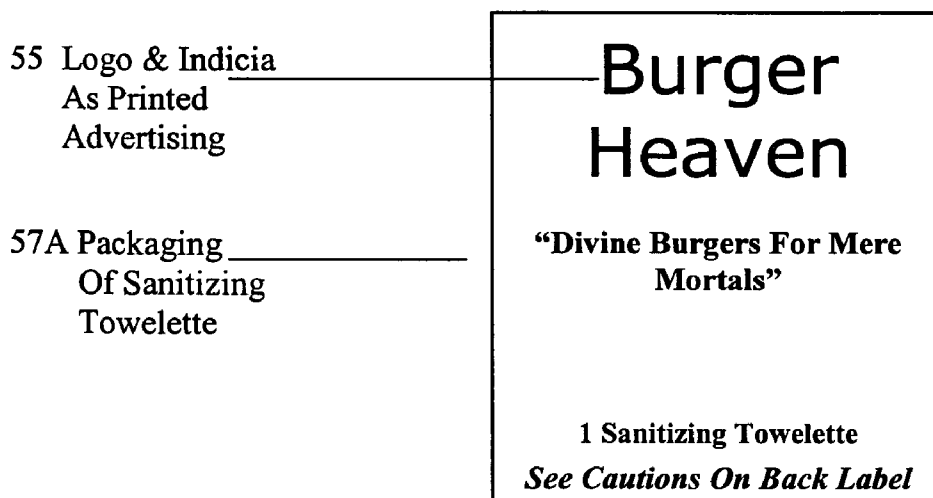 55 Logo & Indicia
As Printed
Advertising
57A Packaging
Of Sanitizing
Towelette
Burger
Heaven
“Divine Burgers For Mere
Mortals”
1 Sanitizing Towelette
See Cautions On Back Label